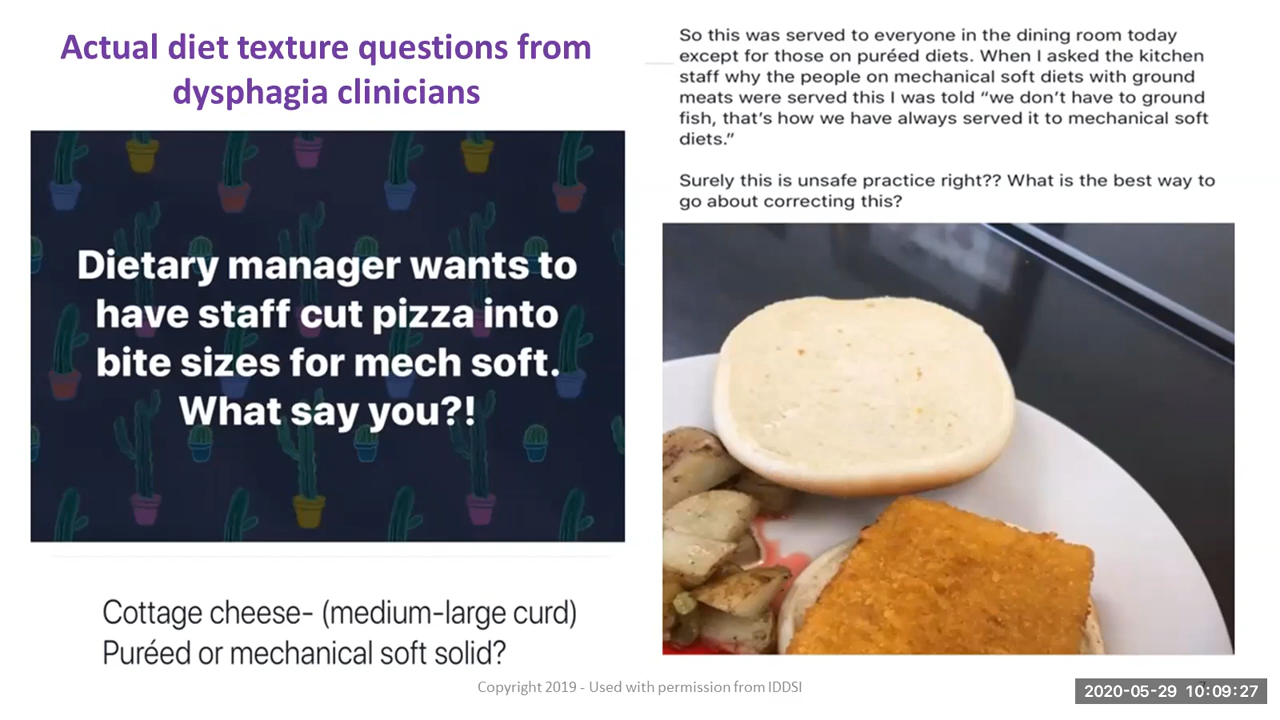 Actual diet texture questions from
dysphagia clinicians
Dietary manager wants to
have staff cut pizza into
bite sizes for mech soft.
What say you?!
Cottage cheese- (medium-large curd)
Puréed or mechanical soft solid?
So this was served to everyone in the dining room today
except for those on puréed diets. When I asked the kitchen
staff why the people on mechanical soft diets with ground
meats were served this I was told “we don’t have to ground
fish, that’s how we have always served it to mechanical soft
diets.”
Surely this is unsafe practice right?? What is the best way to
go about correcting this?
Copyright 2019 - Used with permission from IDDSI
2020-05-29 10:09:27